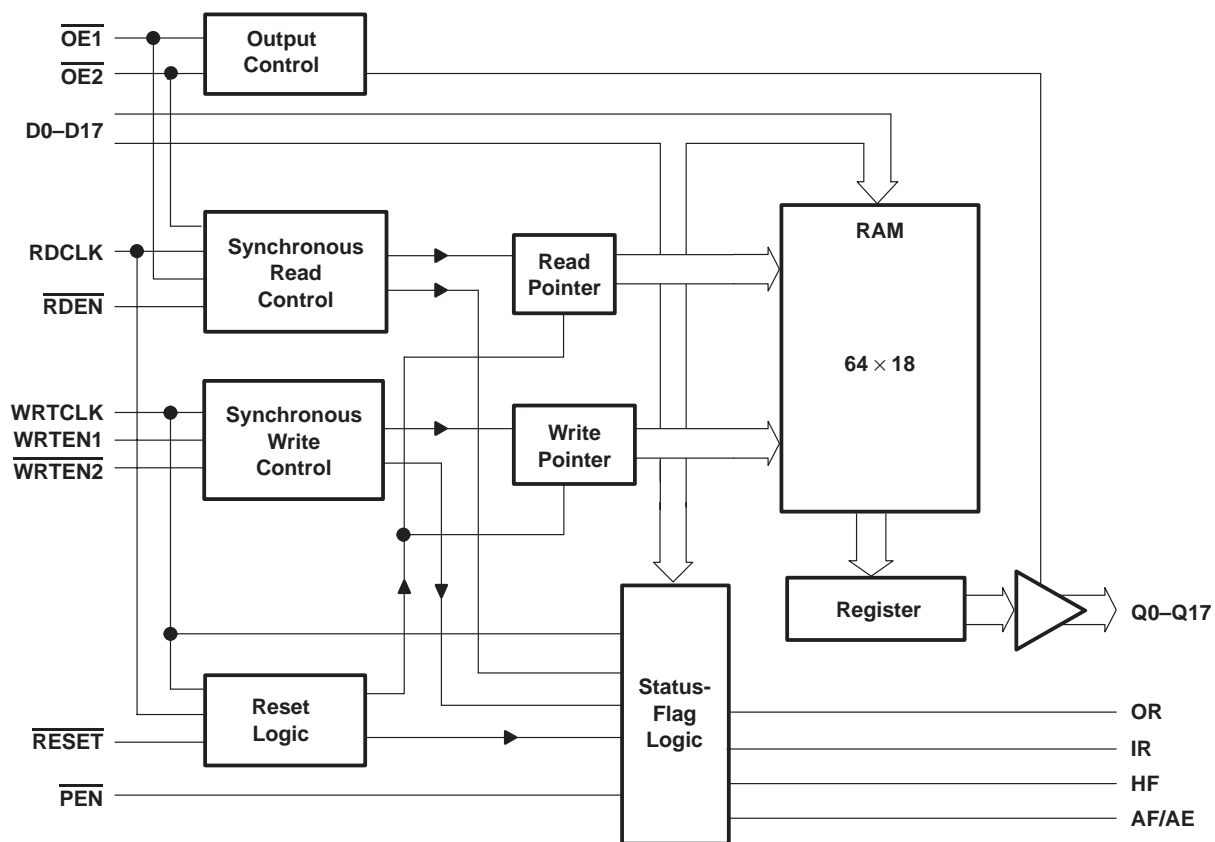 OE1
OE2
Output
Control
D0–D17
RDCLK
RDEN
Synchronous
Read
Control
Read
Pointer
RAM
64 × 18
WRTCLK
WRTEN1
WRTEN2
Synchronous
Write
Control
Write
Pointer
Register
Q0–Q17
Reset
Logic
RESET
PEN
Status-
Flag
Logic
OR
IR
HF
AF/AE